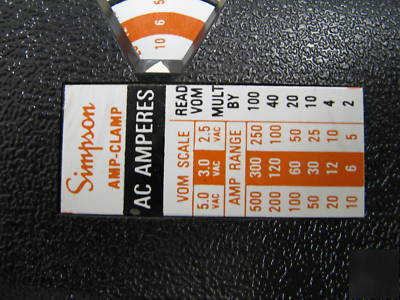 Simpson
AMP-CLAMP
AC AMPERES
VOM SCALE READ
5.0 3.0 2.5 VOM
VAC VAC VAC MULT
AMP RANGE BY
500 300 250 100
200 120 100 40
100 60 50 20
50 30 25 10
20 12 10 4
10 6 5 2
10 6 5